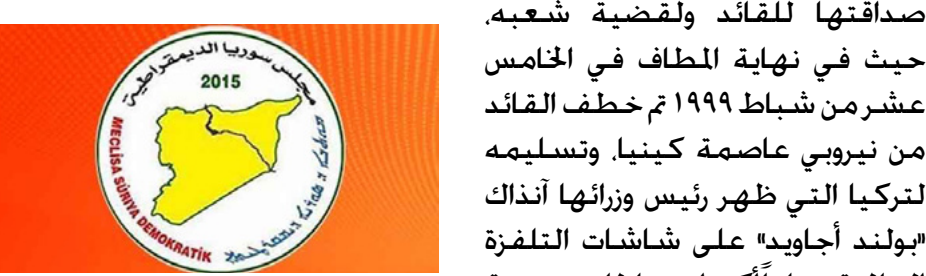 صداقتها للقائد ولقضية شعبه،
حيث في نهاية المطاف في الخامس
عشر من شباط ١٩٩٩ تم خطف القائد
من نيروبي عاصمة كينيا، وتسليمه
لتركيا التي ظهر رئيس وزرائها آنذاك
"بولند أجاويد" على شاشات التلفزة
مجلس سوريا الديمقراطية
2015
MECLISA SÛRIYA DEMOKRATÎK